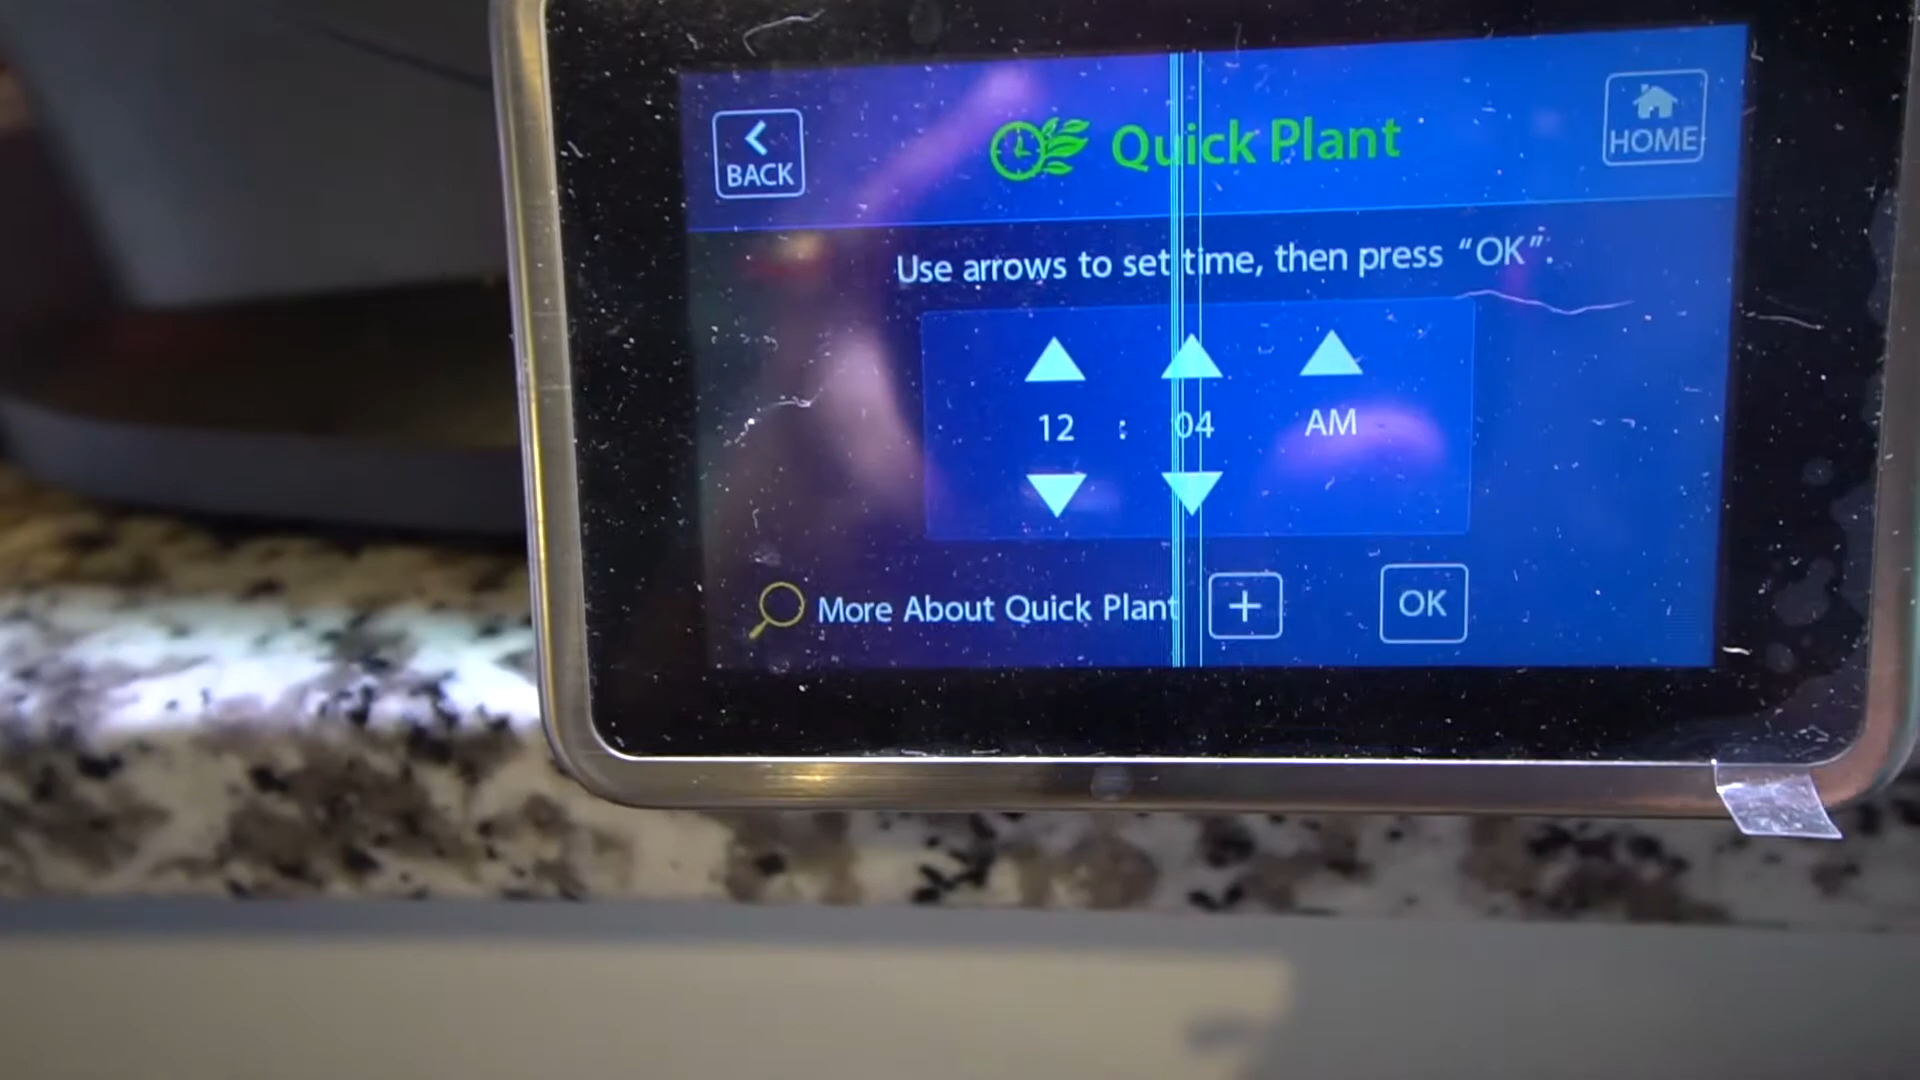 BACK
Quick Plant
HOME
Use arrows to set time, then press “OK”.
12 : 04 AM
More About Quick Plant + OK